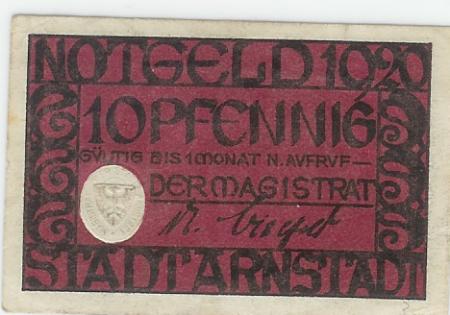 NOTGELD 1920
10 PFENNIG
GÜLTIG BIS 1 MONAT N. AUFRUF —
DER MAGISTRAT
STADT ARNSTADT